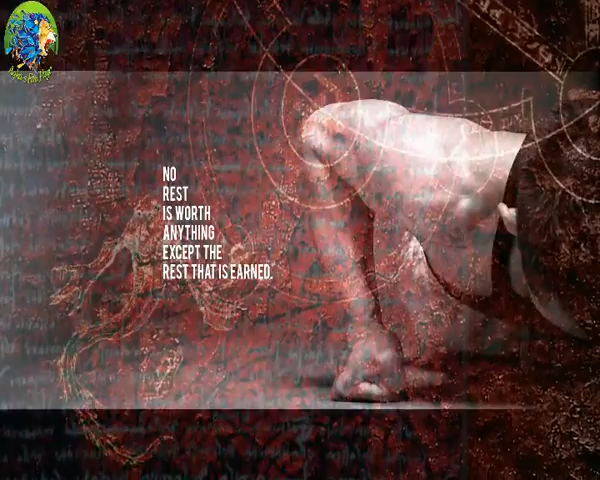 NO
REST
IS WORTH
ANYTHING
EXCEPT THE
REST THAT IS EARNED.